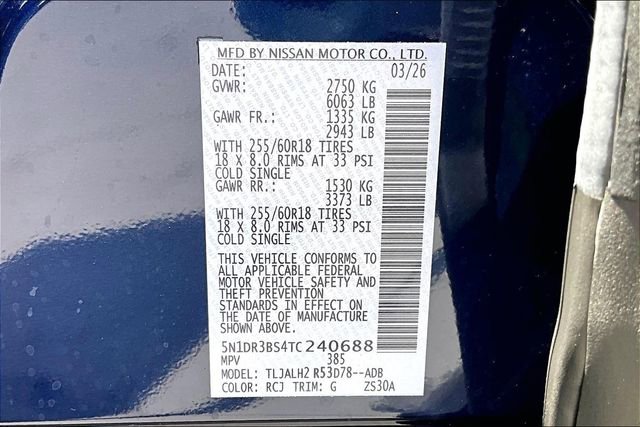 MFD BY NISSAN MOTOR CO., LTD.
DATE: 03/26
GVWR: 2750 KG
6063 LB
GAWR FR.: 1335 KG
2943 LB
WITH 255/60R18 TIRES
18 X 8.0 RIMS AT 33 PSI
COLD SINGLE
GAWR RR.: 1530 KG
3373 LB
WITH 255/60R18 TIRES
18 X 8.0 RIMS AT 33 PSI
COLD SINGLE
THIS VEHICLE CONFORMS TO
ALL APPLICABLE FEDERAL
MOTOR VEHICLE SAFETY AND
THEFT PREVENTION
STANDARDS IN EFFECT ON
THE DATE OF MANUFACTURE
SHOWN ABOVE.
5N1DR3BS4TC240688
MPV 385
MODEL: TLJALH2 R53D78--ADB
COLOR: RCJ TRIM: G ZS30A